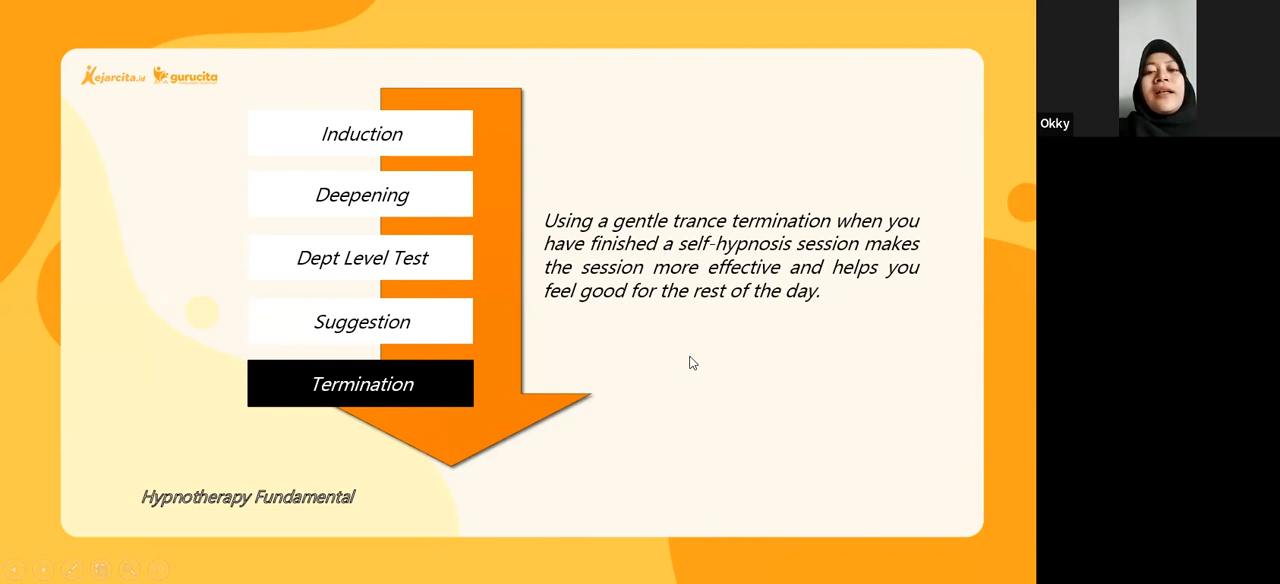 kejarcita.id gurucita
Induction
Deepening
Dept Level Test
Suggestion
Termination
Using a gentle trance termination when you
have finished a self-hypnosis session makes
the session more effective and helps you
feel good for the rest of the day.
Hypnotherapy Fundamental
Okky